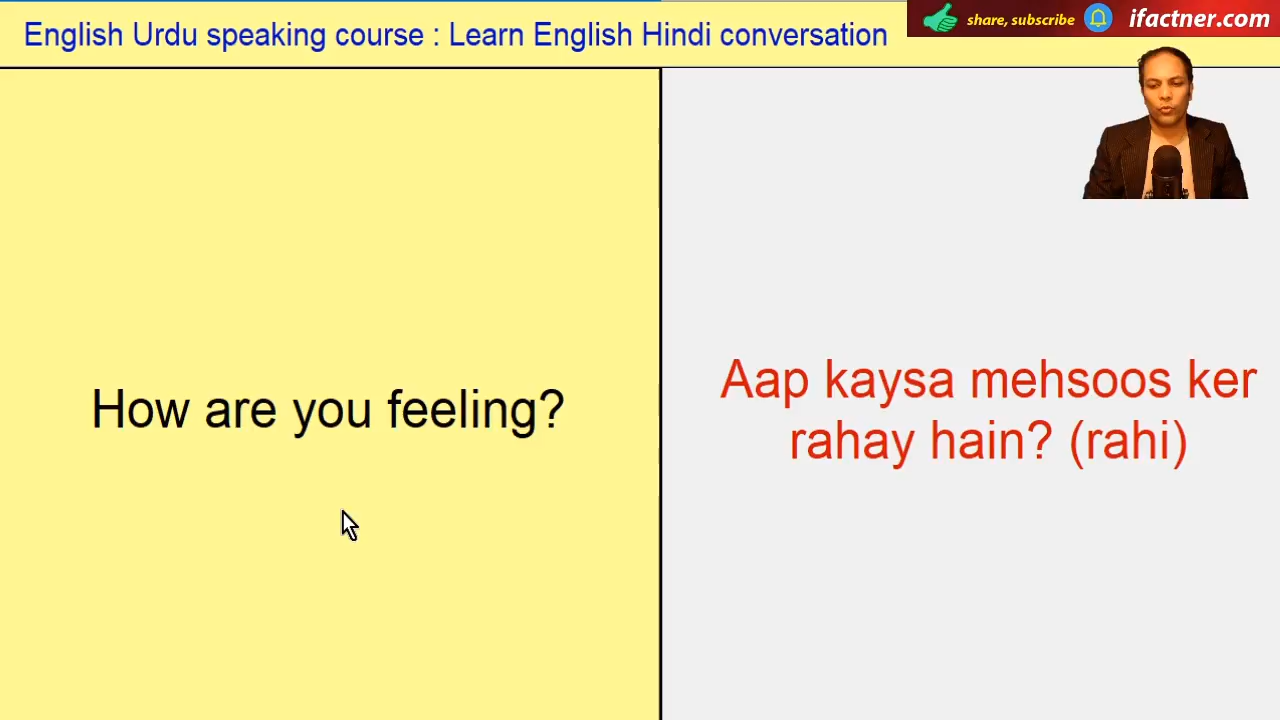 English Urdu speaking course : Learn English Hindi conversation
share, subscribe
ifactner.com
How are you feeling?
Aap kaysa mehsoos ker
rahay hain? (rahi)